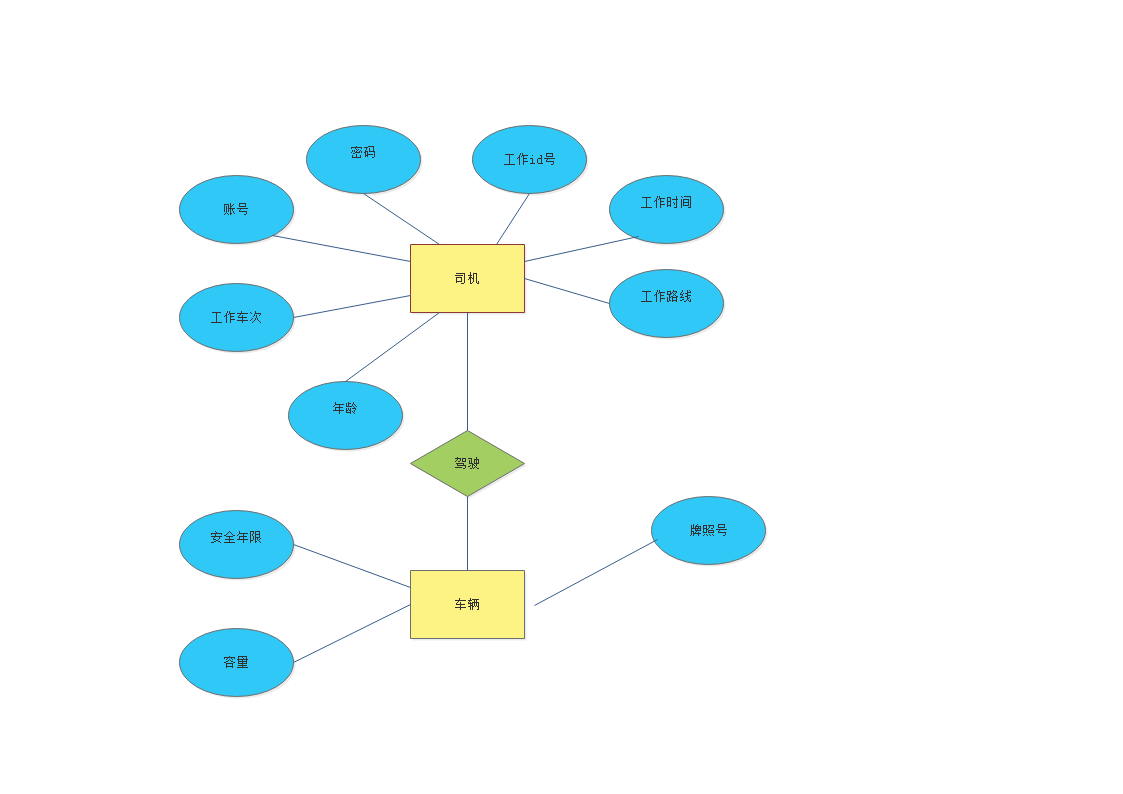 密码
工作id号
账号
工作时间
司机
工作路线
工作车次
年龄
驾驶
安全年限
牌照号
车辆
容量